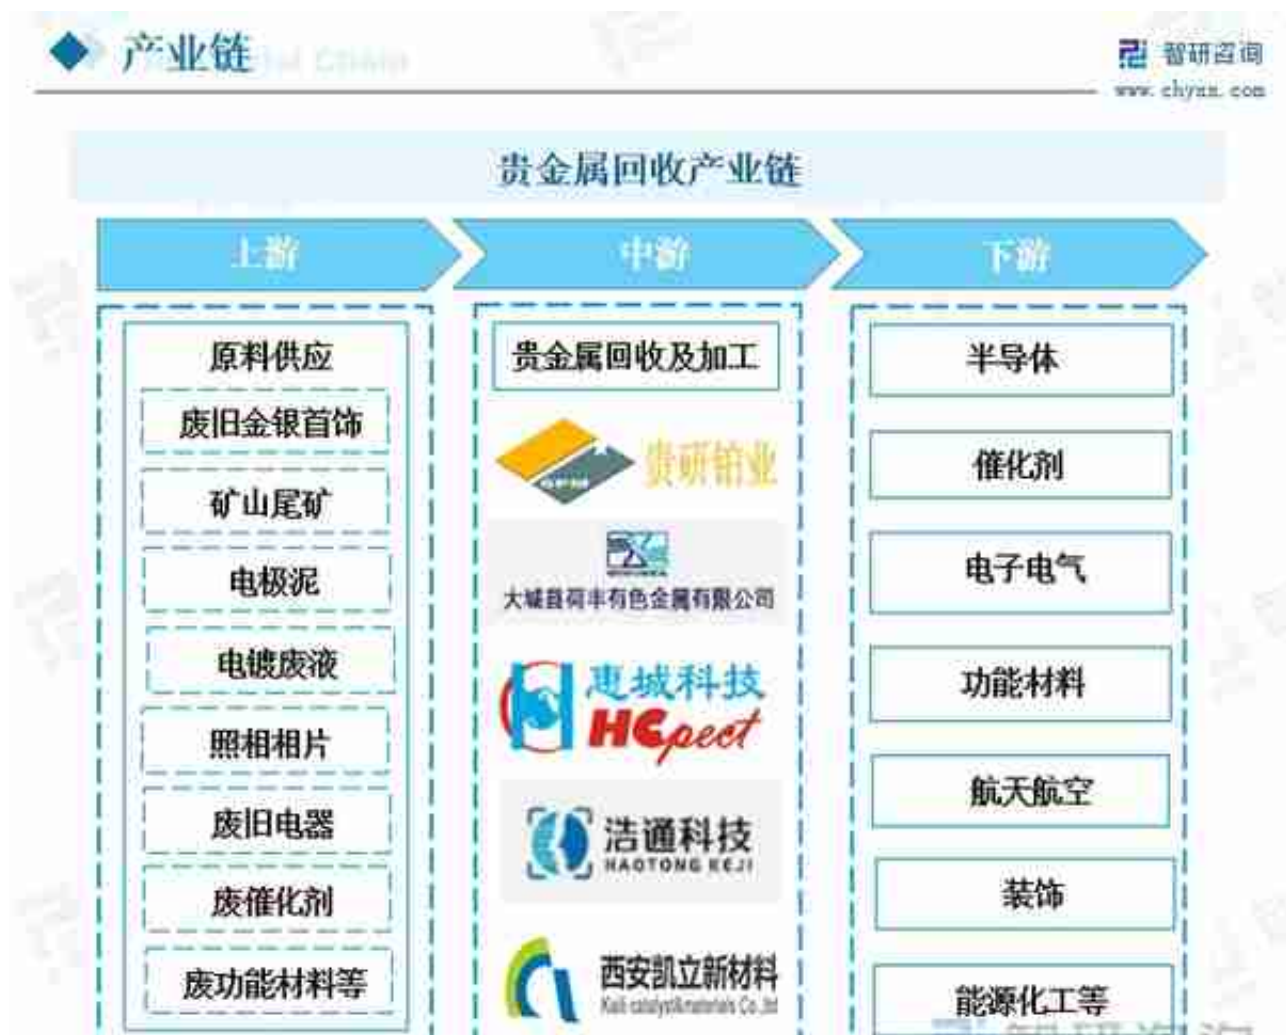 产业链
智研咨询
www.chyxx.com
贵金属回收产业链
上游
中游
下游
原料供应
废旧金银首饰
矿山尾矿
电极泥
电镀废液
照相相片
废旧电器
废催化剂
废功能材料等
贵金属回收及加工
贵研铂业
SPM
大城县荷丰有色金属有限公司
惠城科技
HCpect
浩通科技
HAOTONG KEJI
西安凯立新材料
半导体
催化剂
电子电气
功能材料
航天航空
装饰
能源化工等